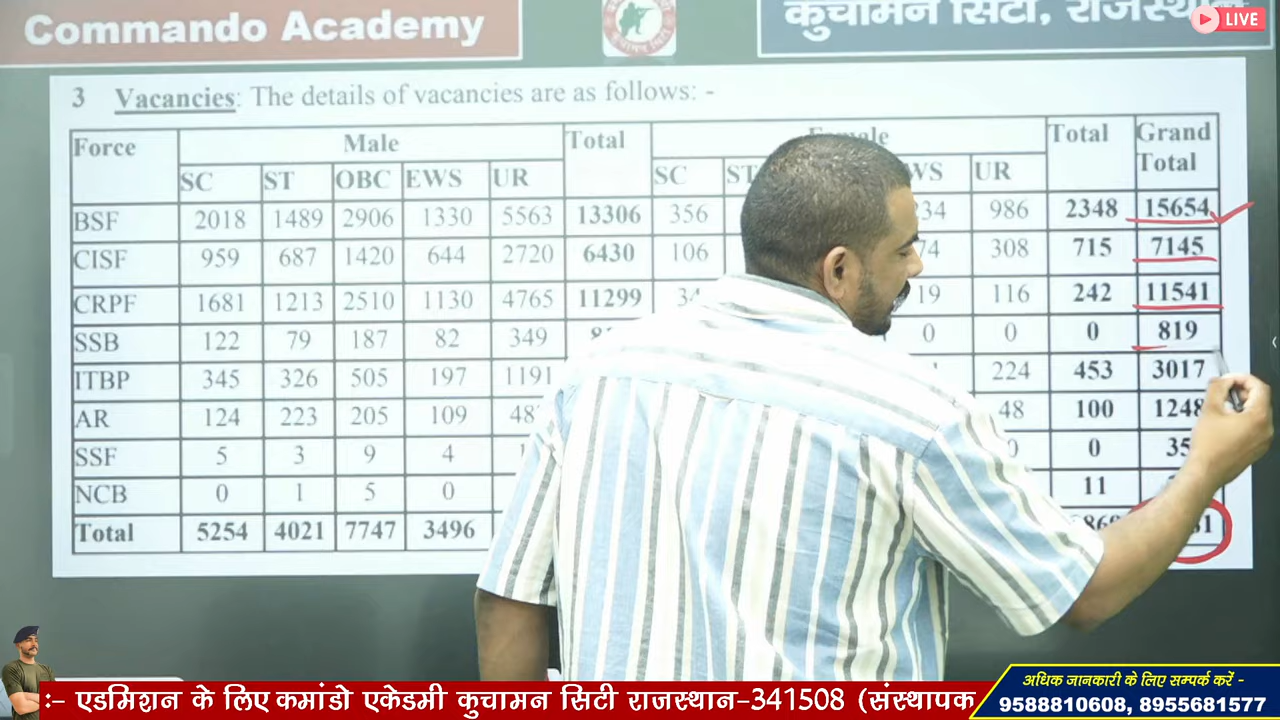 Commando Academy
कुचामन सिटी, राजस्थान
LIVE
3 Vacancies: The details of vacancies are as follows: -
Force Male Total Female Total Grand Total
SC ST OBC EWS UR SC ST WS UR
BSF 2018 1489 2906 1330 5563 13306 356 34 986 2348 15654
CISF 959 687 1420 644 2720 6430 106 74 308 715 7145
CRPF 1681 1213 2510 1130 4765 11299 34 19 116 242 11541
SSB 122 79 187 82 349 0 0 0 819
ITBP 345 326 505 197 1191 224 453 3017
AR 124 223 205 109 48 100 1248
SSF 5 3 9 4 0 0 35
NCB 0 1 5 0 11
Total 5254 4021 7747 3496
:- एडमिशन के लिए कमांडो एकेडमी कुचामन सिटी राजस्थान-341508 (संस्थापक
अधिक जानकारी के लिए सम्पर्क करें -
9588810608, 8955681577